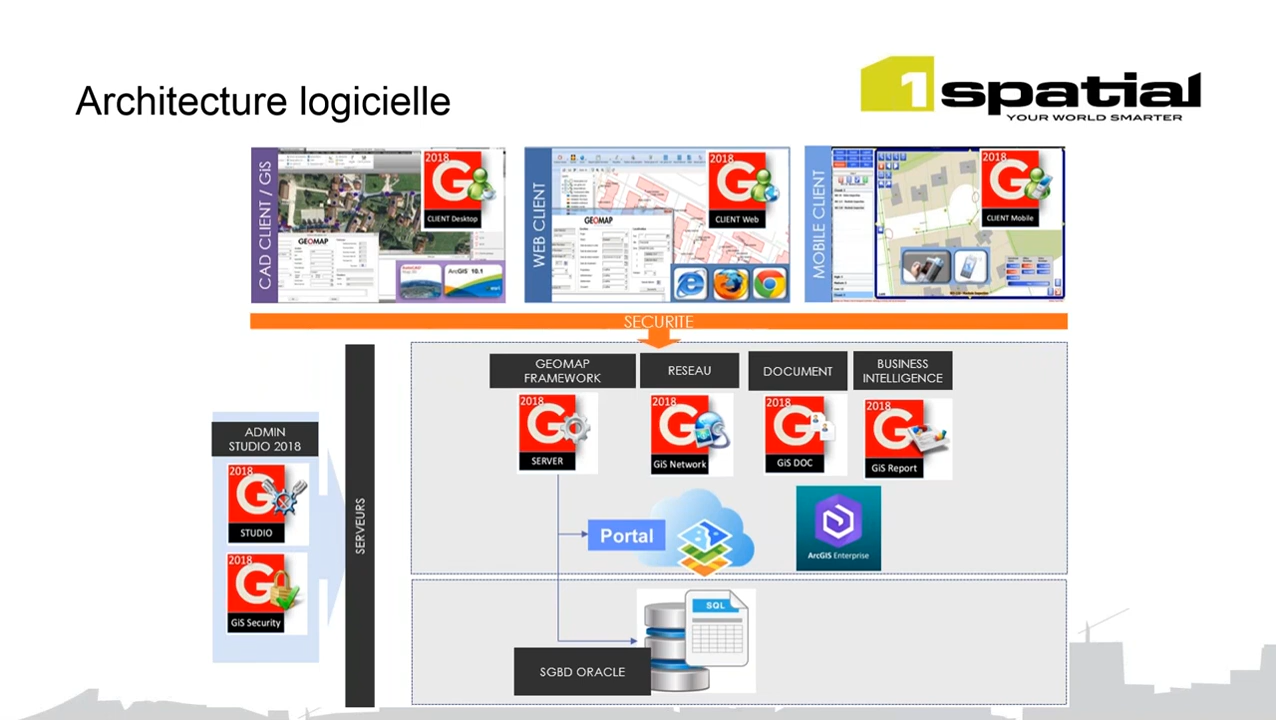 Architecture logicielle
1spatial
YOUR WORLD SMARTER
CAD CLIENT / GiS
2018
G
CLIENT Desktop
GEOMAP
ArcGIS 10.1
WEB CLIENT
2018
G
CLIENT Web
GEOMAP
MOBILE CLIENT
2018
G
CLIENT Mobile
SECURITE
ADMIN
STUDIO 2018
2018
G
STUDIO
2018
G
GiS Security
SERVEURS
GEOMAP
FRAMEWORK
2018
G
SERVER
RESEAU
2018
G
GiS Network
DOCUMENT
2018
G
GiS DOC
BUSINESS
INTELLIGENCE
2018
G
GiS Report
Portal
ArcGIS Enterprise
SQL
SGBD ORACLE